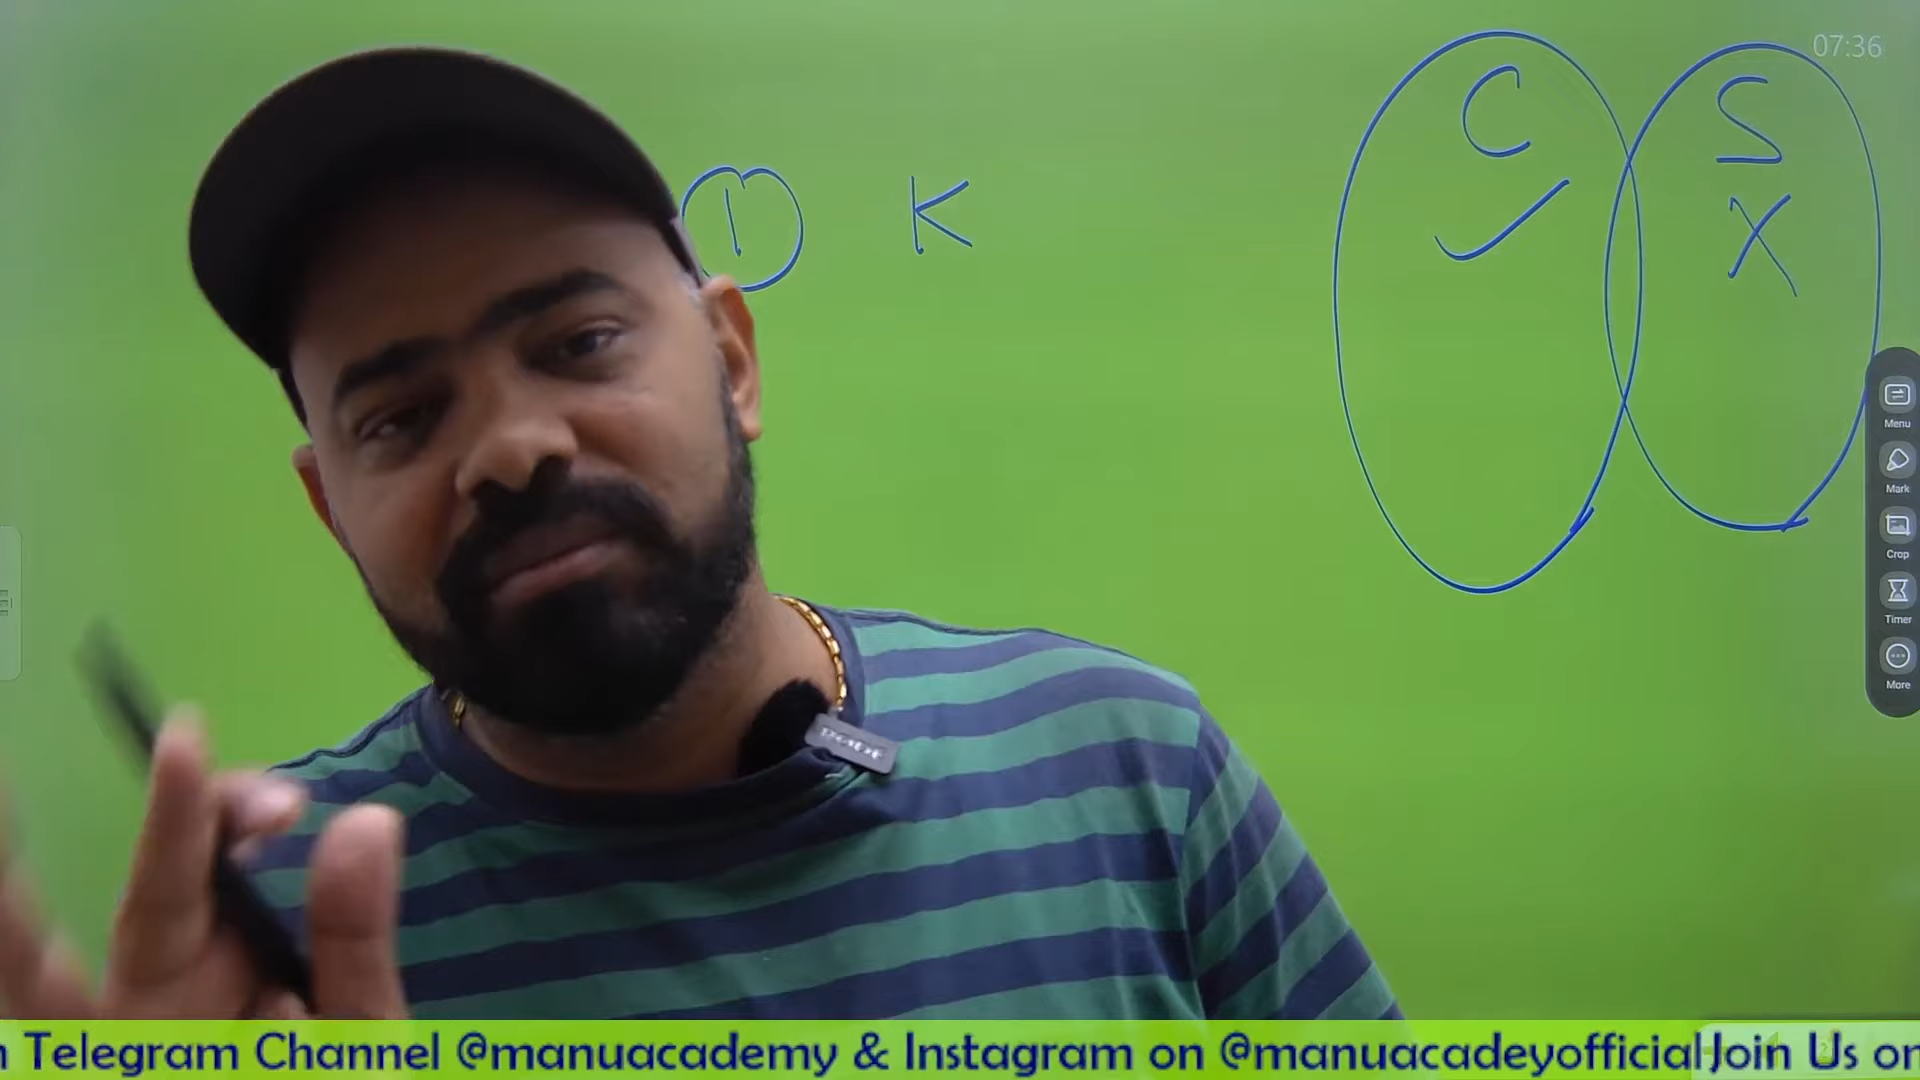 07:36
C S
✓ X
1 K
Menu
Mark
Crop
Timer
More
Telegram Channel @manuacademy & Instagram on @manuacadeyofficial Join Us on